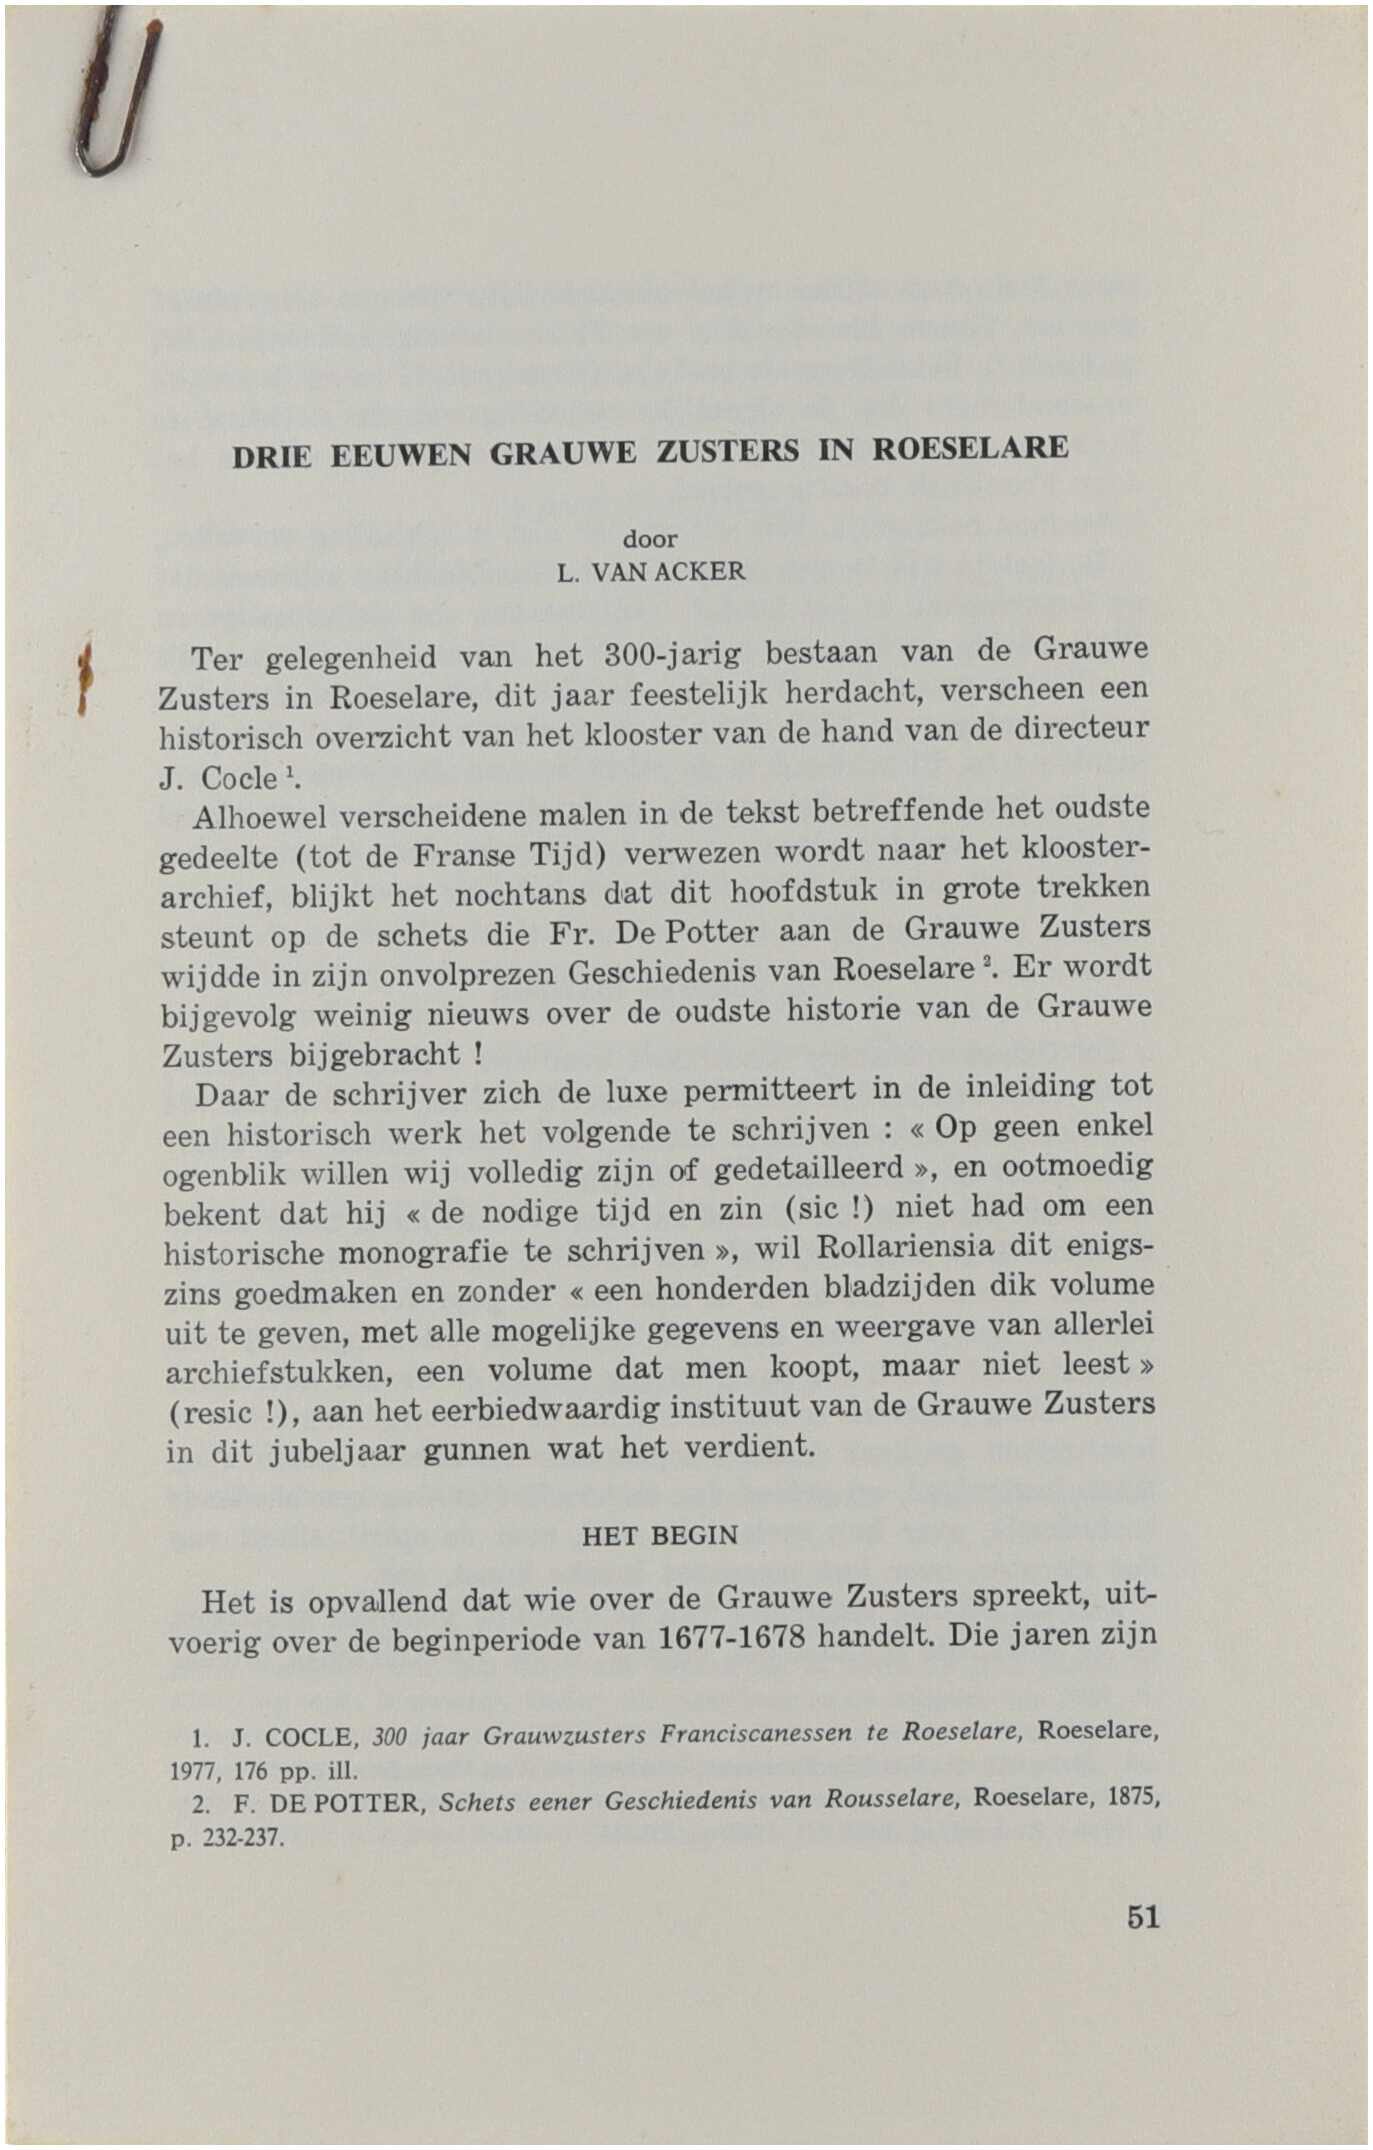 DRIE EEUWEN GRAUWE ZUSTERS IN ROESELARE
door
L. VAN ACKER
Ter gelegenheid van het 300-jarig bestaan van de Grauwe
Zusters in Roeselare, dit jaar feestelijk herdacht, verscheen een
historisch overzicht van het klooster van de hand van de directeur
J. Cocle ¹.
Alhoewel verscheidene malen in de tekst betreffende het oudste
gedeelte (tot de Franse Tijd) verwezen wordt naar het klooster-
archief, blijkt het nochtans dat dit hoofdstuk in grote trekken
steunt op de schets die Fr. De Potter aan de Grauwe Zusters
wijdde in zijn onvolprezen Geschiedenis van Roeselare ². Er wordt
bijgevolg weinig nieuws over de oudste historie van de Grauwe
Zusters bijgebracht !
Daar de schrijver zich de luxe permitteert in de inleiding tot
een historisch werk het volgende te schrijven : « Op geen enkel
ogenblik willen wij volledig zijn of gedetailleerd », en ootmoedig
bekent dat hij « de nodige tijd en zin (sic !) niet had om een
historische monografie te schrijven », wil Rollariensia dit enigs-
zins goedmaken en zonder « een honderden bladzijden dik volume
uit te geven, met alle mogelijke gegevens en weergave van allerlei
archiefstukken, een volume dat men koopt, maar niet leest »
(resic !), aan het eerbiedwaardig instituut van de Grauwe Zusters
in dit jubeljaar gunnen wat het verdient.
HET BEGIN
Het is opvallend dat wie over de Grauwe Zusters spreekt, uit-
voerig over de beginperiode van 1677-1678 handelt. Die jaren zijn
1. J. COCLE, 300 jaar Grauwzusters Franciscanessen te Roeselare, Roeselare,
1977, 176 pp. ill.
2. F. DE POTTER, Schets eener Geschiedenis van Rousselare, Roeselare, 1875,
p. 232-237.
51